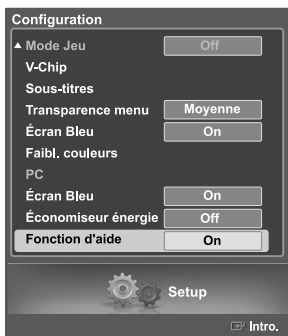 Configuration
▲ Mode Jeu Off
V-Chip
Sous-titres
Transparence menu Moyenne
Écran Bleu On
Faibl. couleurs
PC
Écran Bleu On
Économiseur énergie Off
Fonction d'aide On
Setup
Intro.